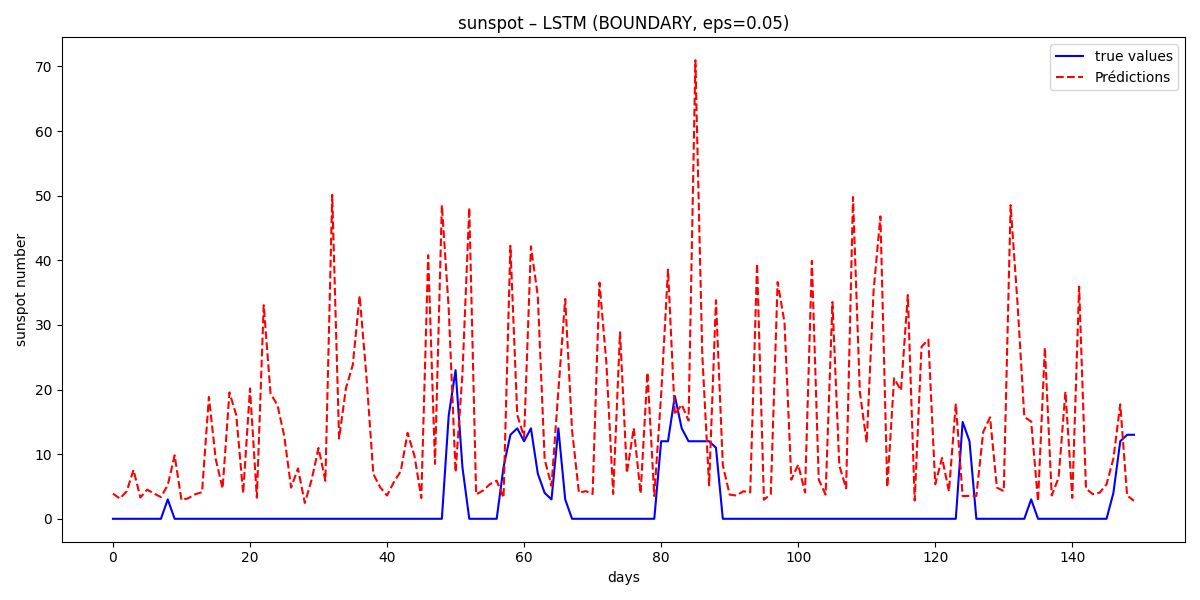 sunspot – LSTM (BOUNDARY, eps=0.05)
true values
Prédictions
sunspot number
70
60
50
40
30
20
10
0
0 20 40 60 80 100 120 140
days